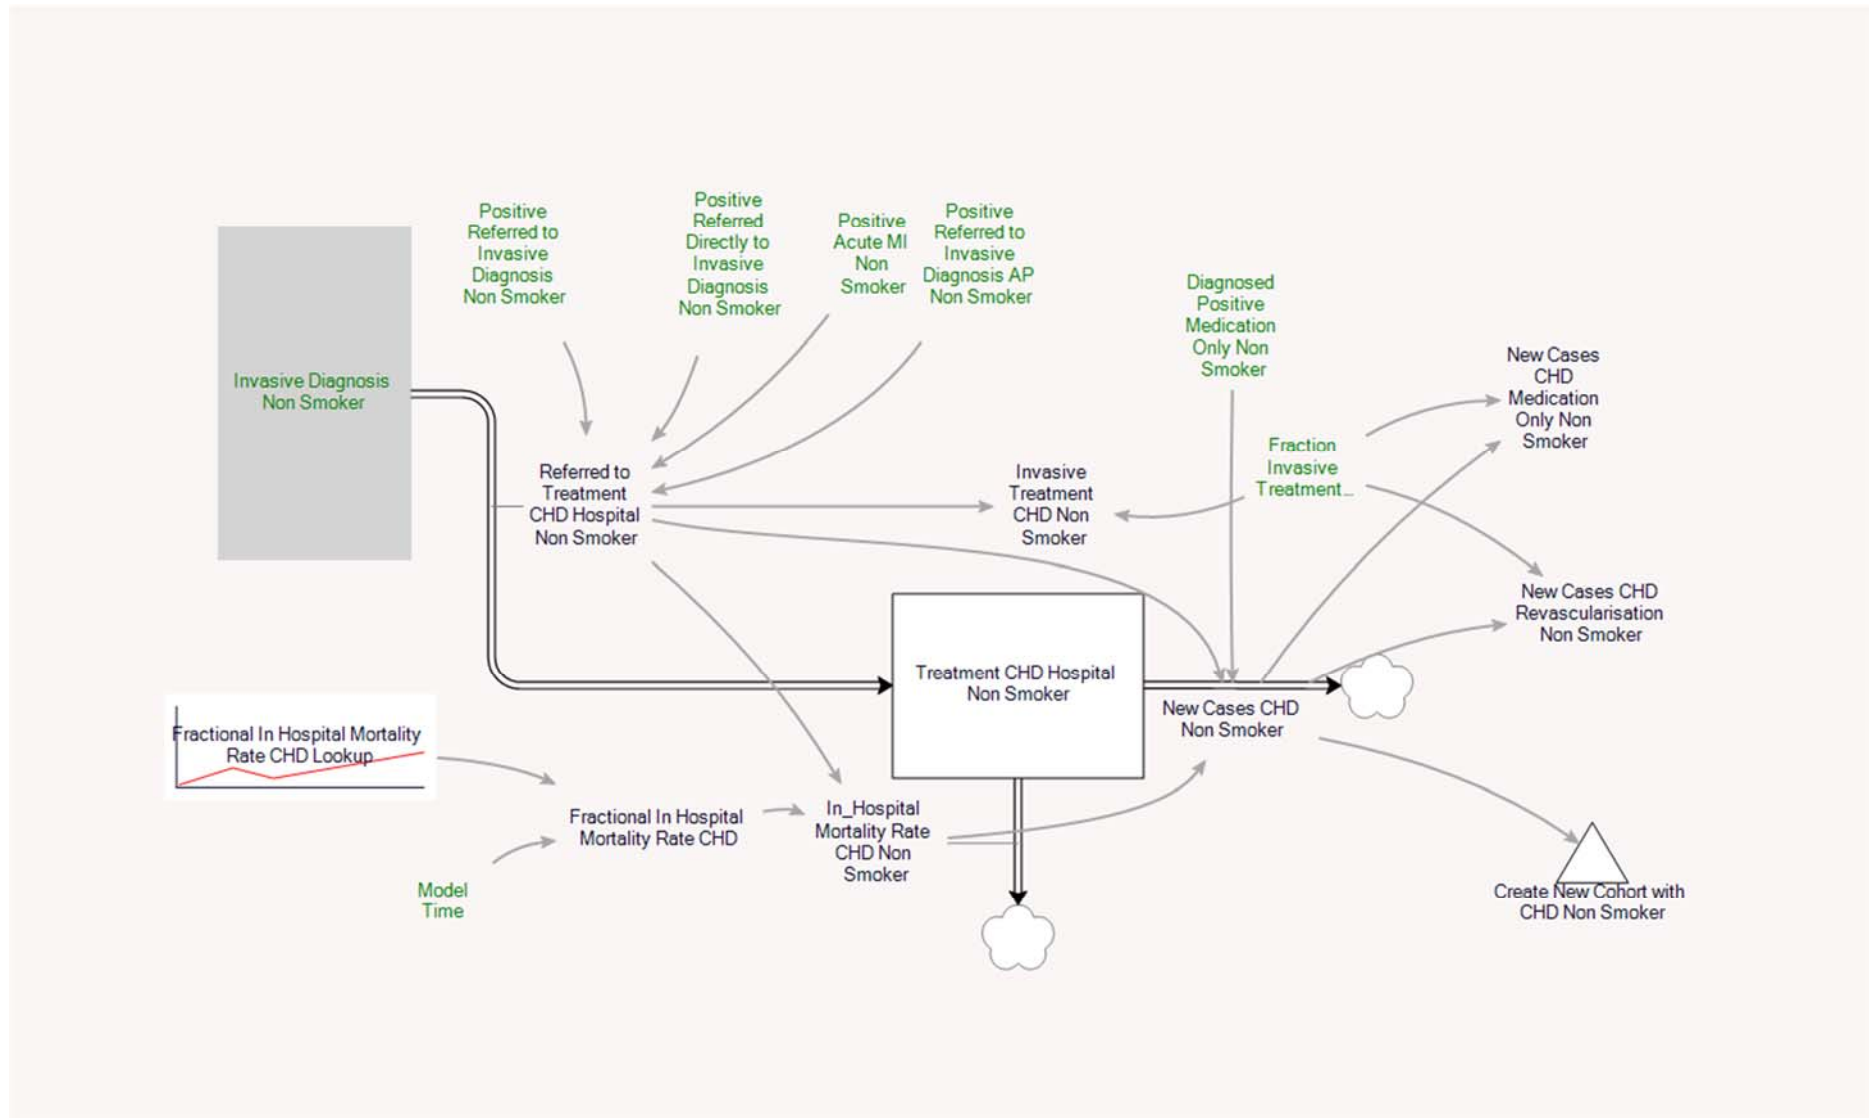 Positive
Referred to
Invasive
Diagnosis
Non Smoker
Positive
Referred
Directly to
Invasive
Diagnosis
Non Smoker
Positive
Acute MI
Non
Smoker
Positive
Referred to
Invasive
Diagnosis AP
Non Smoker
Diagnosed
Positive
Medication
Only Non
Smoker
Invasive Diagnosis
Non Smoker
New Cases
CHD
Medication
Only Non
Smoker
Fraction
Invasive
Treatment...
Referred to
Treatment
CHD Hospital
Non Smoker
Invasive
Treatment
CHD Non
Smoker
New Cases CHD
Revascularisation
Non Smoker
Treatment CHD Hospital
Non Smoker
New Cases CHD
Non Smoker
Fractional In Hospital Mortality
Rate CHD Lookup
Fractional In Hospital
Mortality Rate CHD
In_Hospital
Mortality Rate
CHD Non
Smoker
Model
Time
Create New Cohort with
CHD Non Smoker